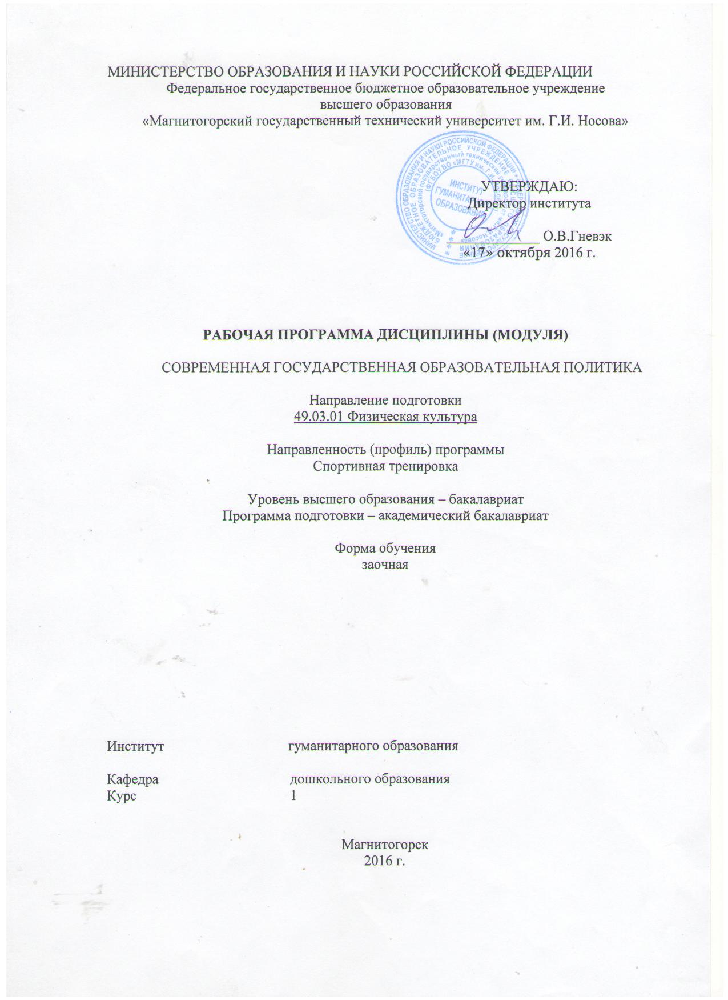 МИНИСТЕРСТВО ОБРАЗОВАНИЯ И НАУКИ РОССИЙСКОЙ ФЕДЕРАЦИИ
Федеральное государственное бюджетное образовательное учреждение
высшего образования
«Магнитогорский государственный технический университет им. Г.И. Носова»
ИНСТИТУТ
ОБРАЗОВАНИЯ
УТВЕРЖДАЮ:
Директор института
О.В.Гневэк
«17» октября 2016 г.
РАБОЧАЯ ПРОГРАММА ДИСЦИПЛИНЫ (МОДУЛЯ)
СОВРЕМЕННАЯ ГОСУДАРСТВЕННАЯ ОБРАЗОВАТЕЛЬНАЯ ПОЛИТИКА
Направление подготовки
49.03.01 Физическая культура
Направленность (профиль) программы
Спортивная тренировка
Уровень высшего образования – бакалавриат
Программа подготовки – академический бакалавриат
Форма обучения
заочная
Институт гуманитарного образования
Кафедра дошкольного образования
Курс 1
Магнитогорск
2016 г.